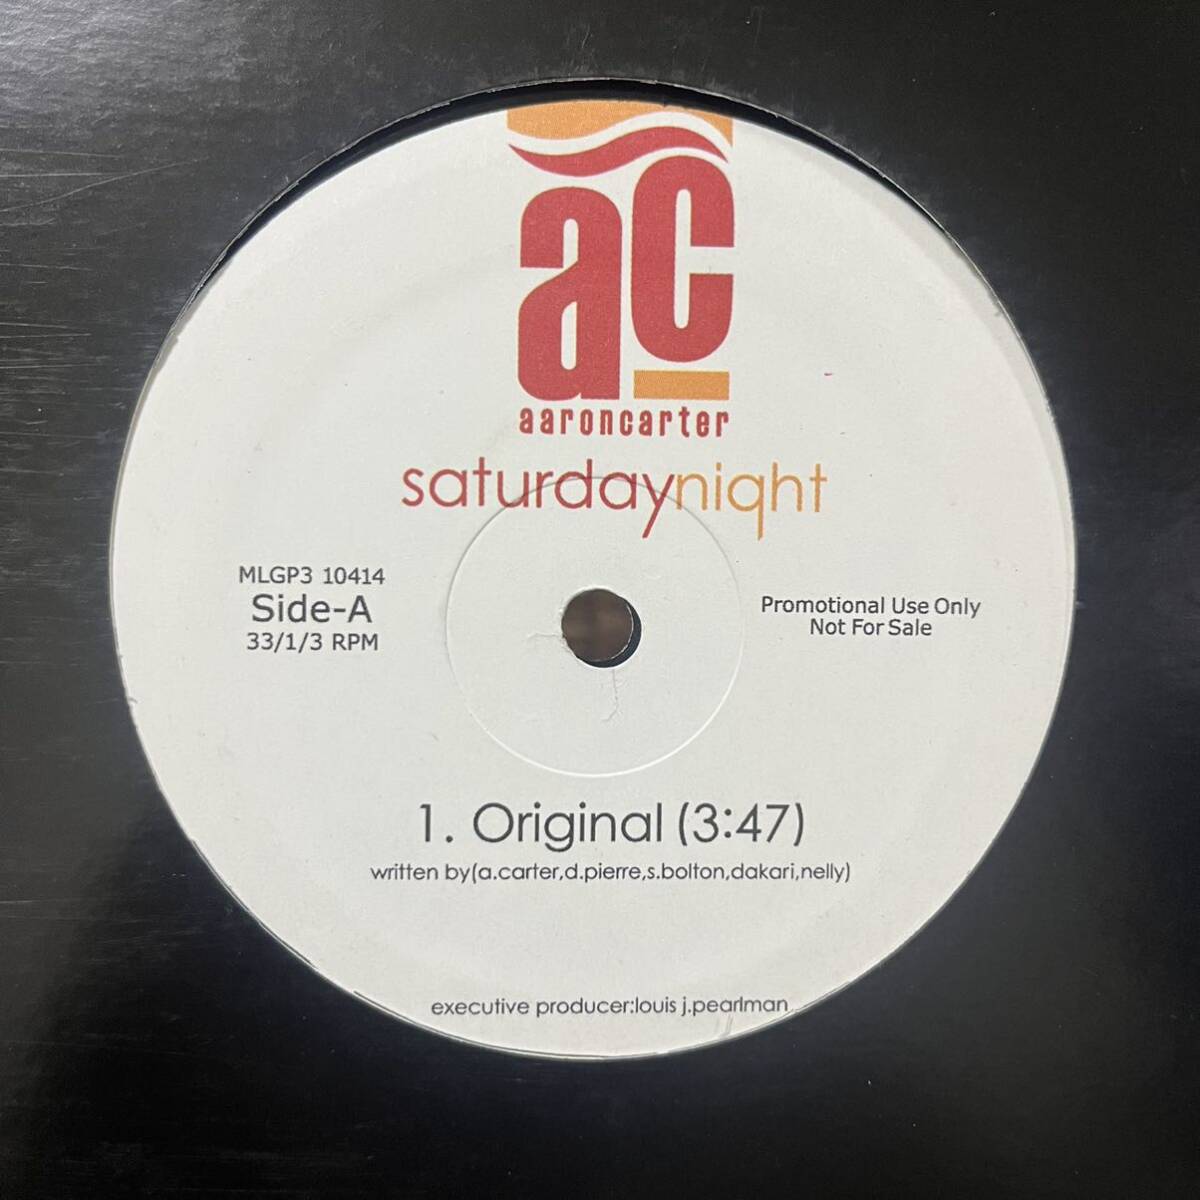 ac
aaroncarter
saturdaynight
MLGP3 10414
Side-A
33/1/3 RPM
Promotional Use Only
Not For Sale
1. Original (3:47)
written by(a.carter,d.pierre,s.bolton,dakari,nelly)
executive producer:louis j.pearlman